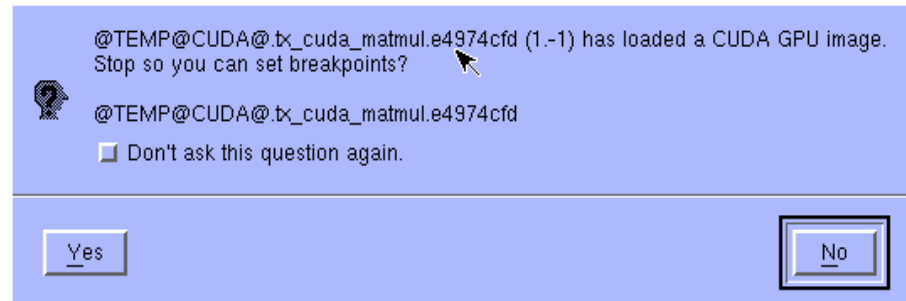 @TEMP@CUDA@.tx_cuda_matmul.e4974cfd (1.-1) has loaded a CUDA GPU image.
Stop so you can set breakpoints?
@TEMP@CUDA@.tx_cuda_matmul.e4974cfd
Don't ask this question again.
Yes
No